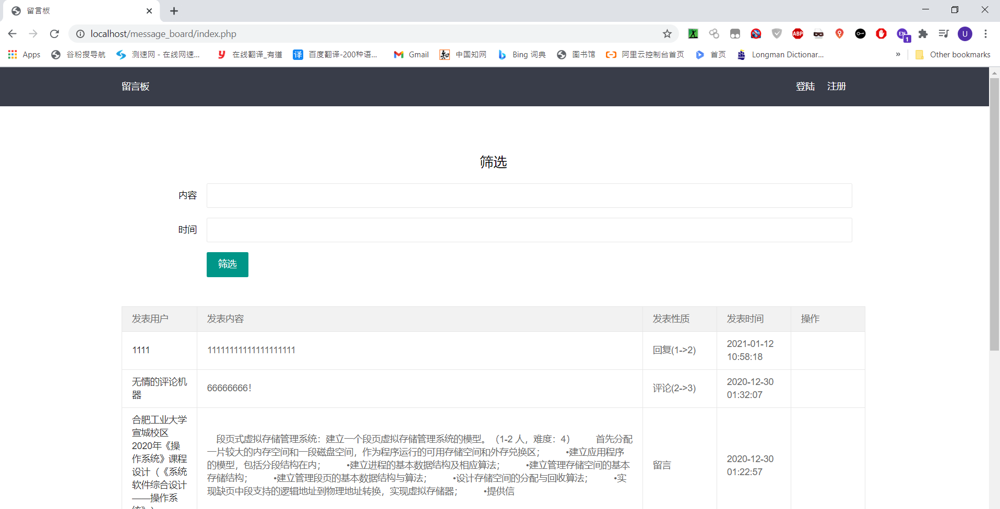 留言板
localhost/message_board/index.php
ABP
EN
1
U
Apps
谷粉搜导航
测速网 - 在线网速...
在线翻译_有道
译
百度翻译-200种语...
Gmail
知
中国知网
Bing 词典
图书馆
阿里云控制台首页
首页
Longman Dictionar...
»
Other bookmarks
留言板
登陆
注册
筛选
内容
时间
筛选
发表用户
发表内容
发表性质
发表时间
操作
1111
11111111111111111111
回复(1->2)
2021-01-12
10:58:18
无情的评论机
器
66666666！
评论(2->3)
2020-12-30
01:32:07
合肥工业大学
宣城校区
2020年《操
作系统》课程
设计（《系统
软件综合设计
——操作系
统》）
段页式虚拟存储管理系统：建立一个段页虚拟存储管理系统的模型。（1-2 人，难度：4） 首先分配
一片较大的内存空间和一段磁盘空间，作为程序运行的可用存储空间和外存兑换区； •建立应用程序
的模型，包括分段结构在内； •建立进程的基本数据结构及相应算法； •建立管理存储空间的基本
存储结构； •建立管理段页的基本数据结构与算法； •设计存储空间的分配与回收算法； •实
现缺页中段支持的逻辑地址到物理地址转换，实现虚拟存储器； •提供信
留言
2020-12-30
01:22:57